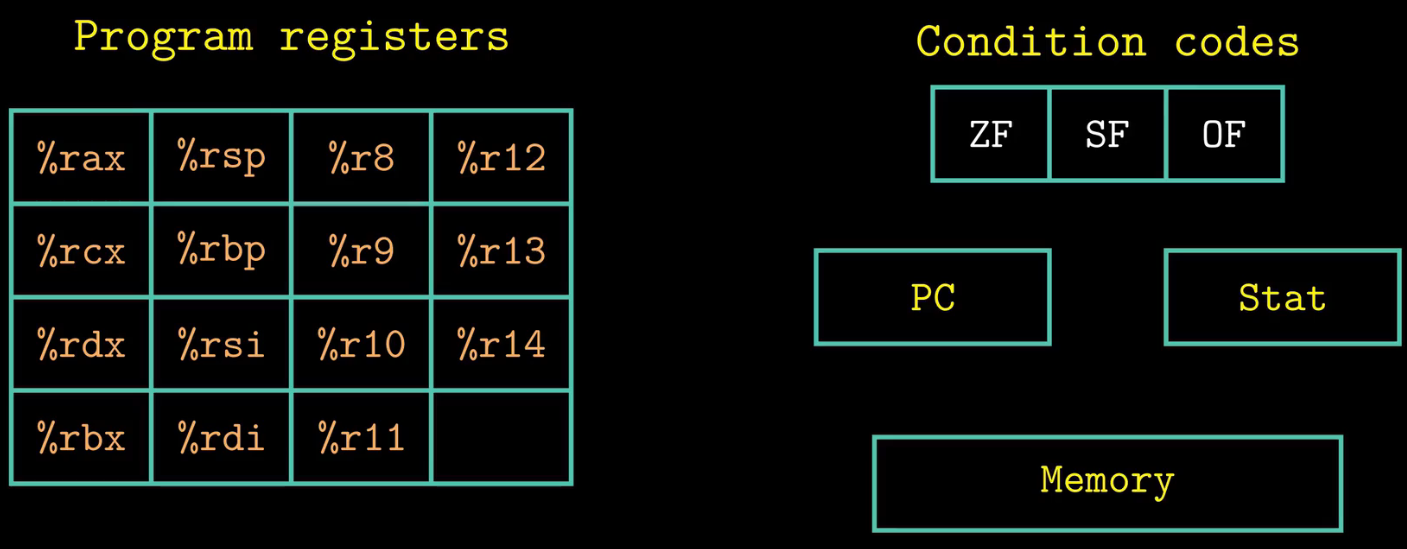 Program registers
%rax %rsp %r8 %r12
%rcx %rbp %r9 %r13
%rdx %rsi %r10 %r14
%rbx %rdi %r11
Condition codes
ZF SF OF
PC Stat
Memory